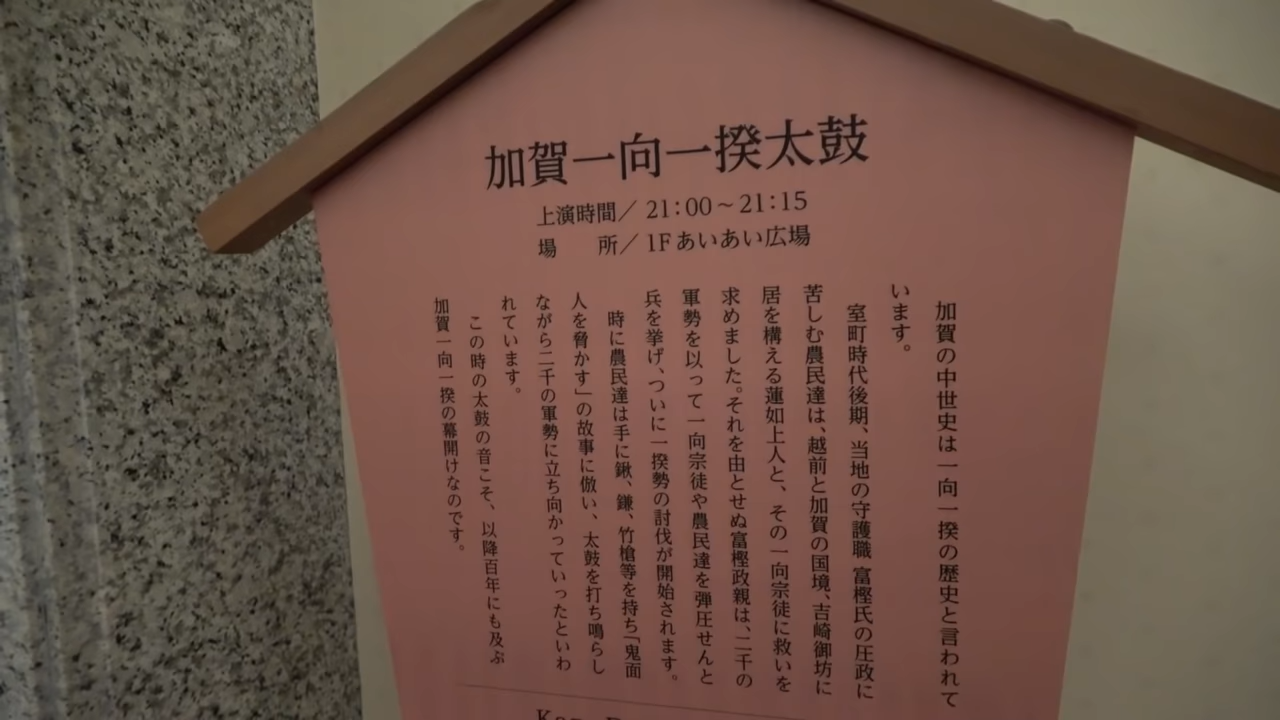 加賀一向一揆太鼓
上演時間／ 21:00～21:15
場　　所／ 1Fあいあい広場
加賀の中世史は一向一揆の歴史と言われて
います。
室町時代後期、当地の守護職 富樫氏の圧政に
苦しむ農民達は、越前と加賀の国境、吉崎御坊に
居を構える蓮如上人と、その一向宗徒に救いを
求めました。それを由とせぬ富樫政親は、二千の
軍勢を以って一向宗徒や農民達を弾圧せんと
兵を挙げ、ついに一揆勢の討伐が開始されます。
時に農民達は手に鍬、鎌、竹槍等を持ち「鬼面
人を脅かす」の故事に倣い、太鼓を打ち鳴らし
ながら二千の軍勢に立ち向かっていったといわ
れています。
この時の太鼓の音こそ、以降百年にも及ぶ
加賀一向一揆の幕開けなのです。